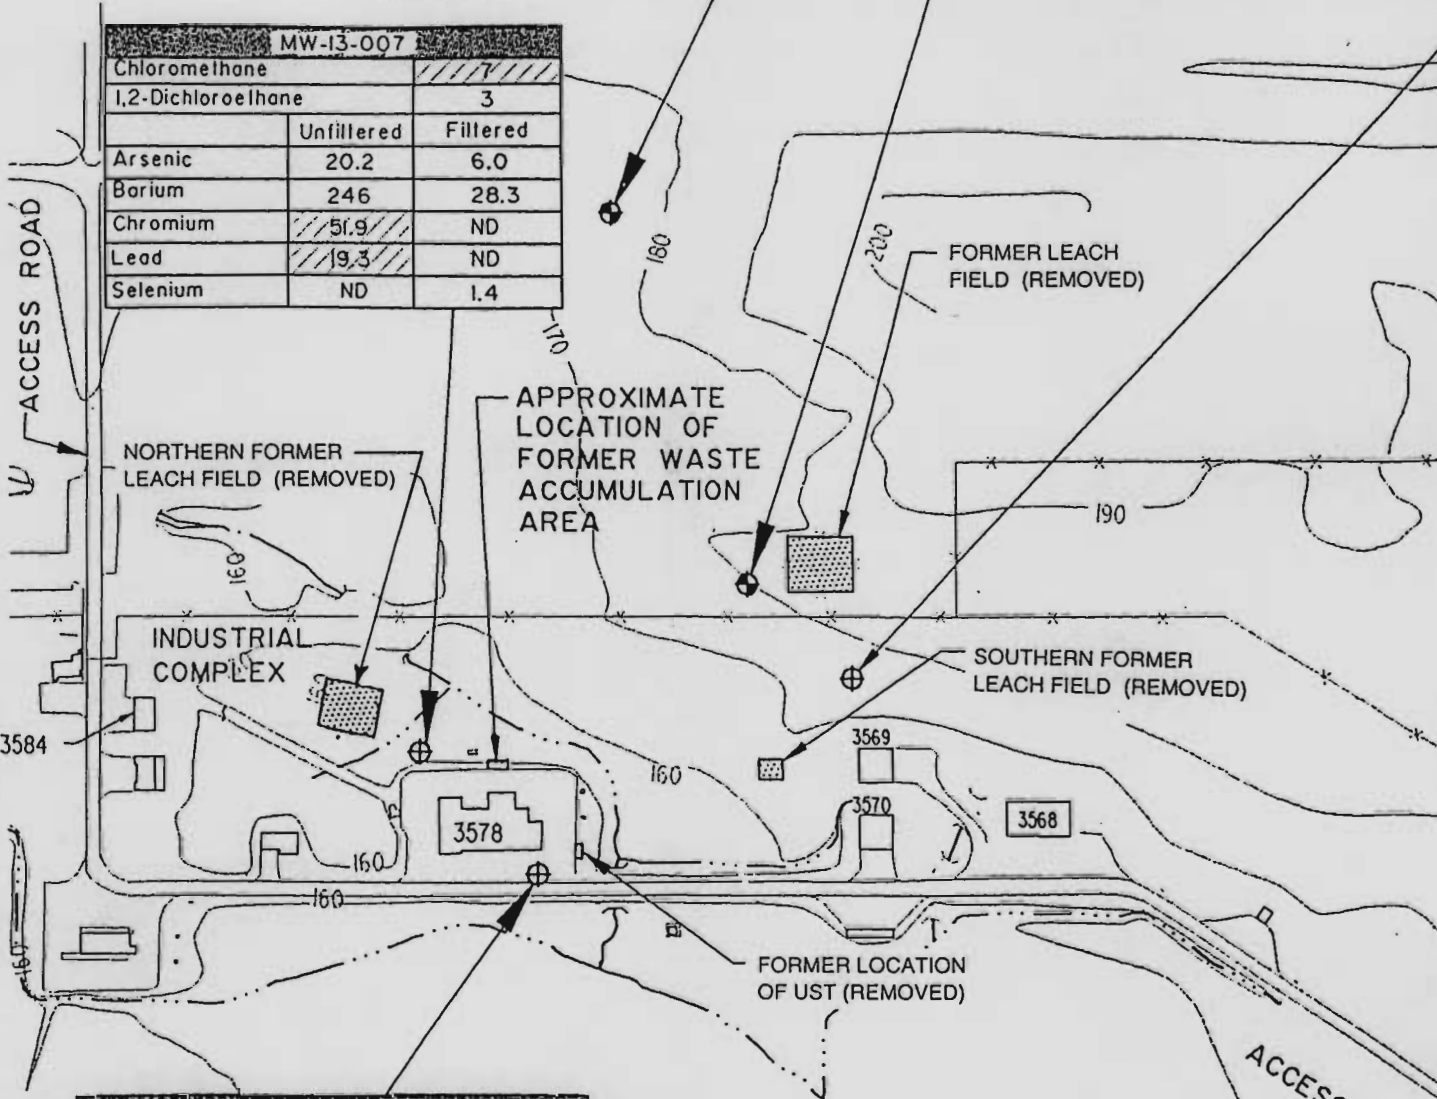 MW-13-007
Chloromethane 7
1,2-Dichloroethane 3
Unfiltered Filtered
Arsenic 20.2 6.0
Barium 246 28.3
Chromium 51.9 ND
Lead 19.3 ND
Selenium ND 1.4
ACCESS ROAD
180
200
FORMER LEACH
FIELD (REMOVED)
170
APPROXIMATE
LOCATION OF
FORMER WASTE
ACCUMULATION
AREA
NORTHERN FORMER
LEACH FIELD (REMOVED)
190
160
INDUSTRIAL
COMPLEX
SOUTHERN FORMER
LEACH FIELD (REMOVED)
3584
3569
160
3570
3568
3578
160
160
160
FORMER LOCATION
OF UST (REMOVED)
ACCESS